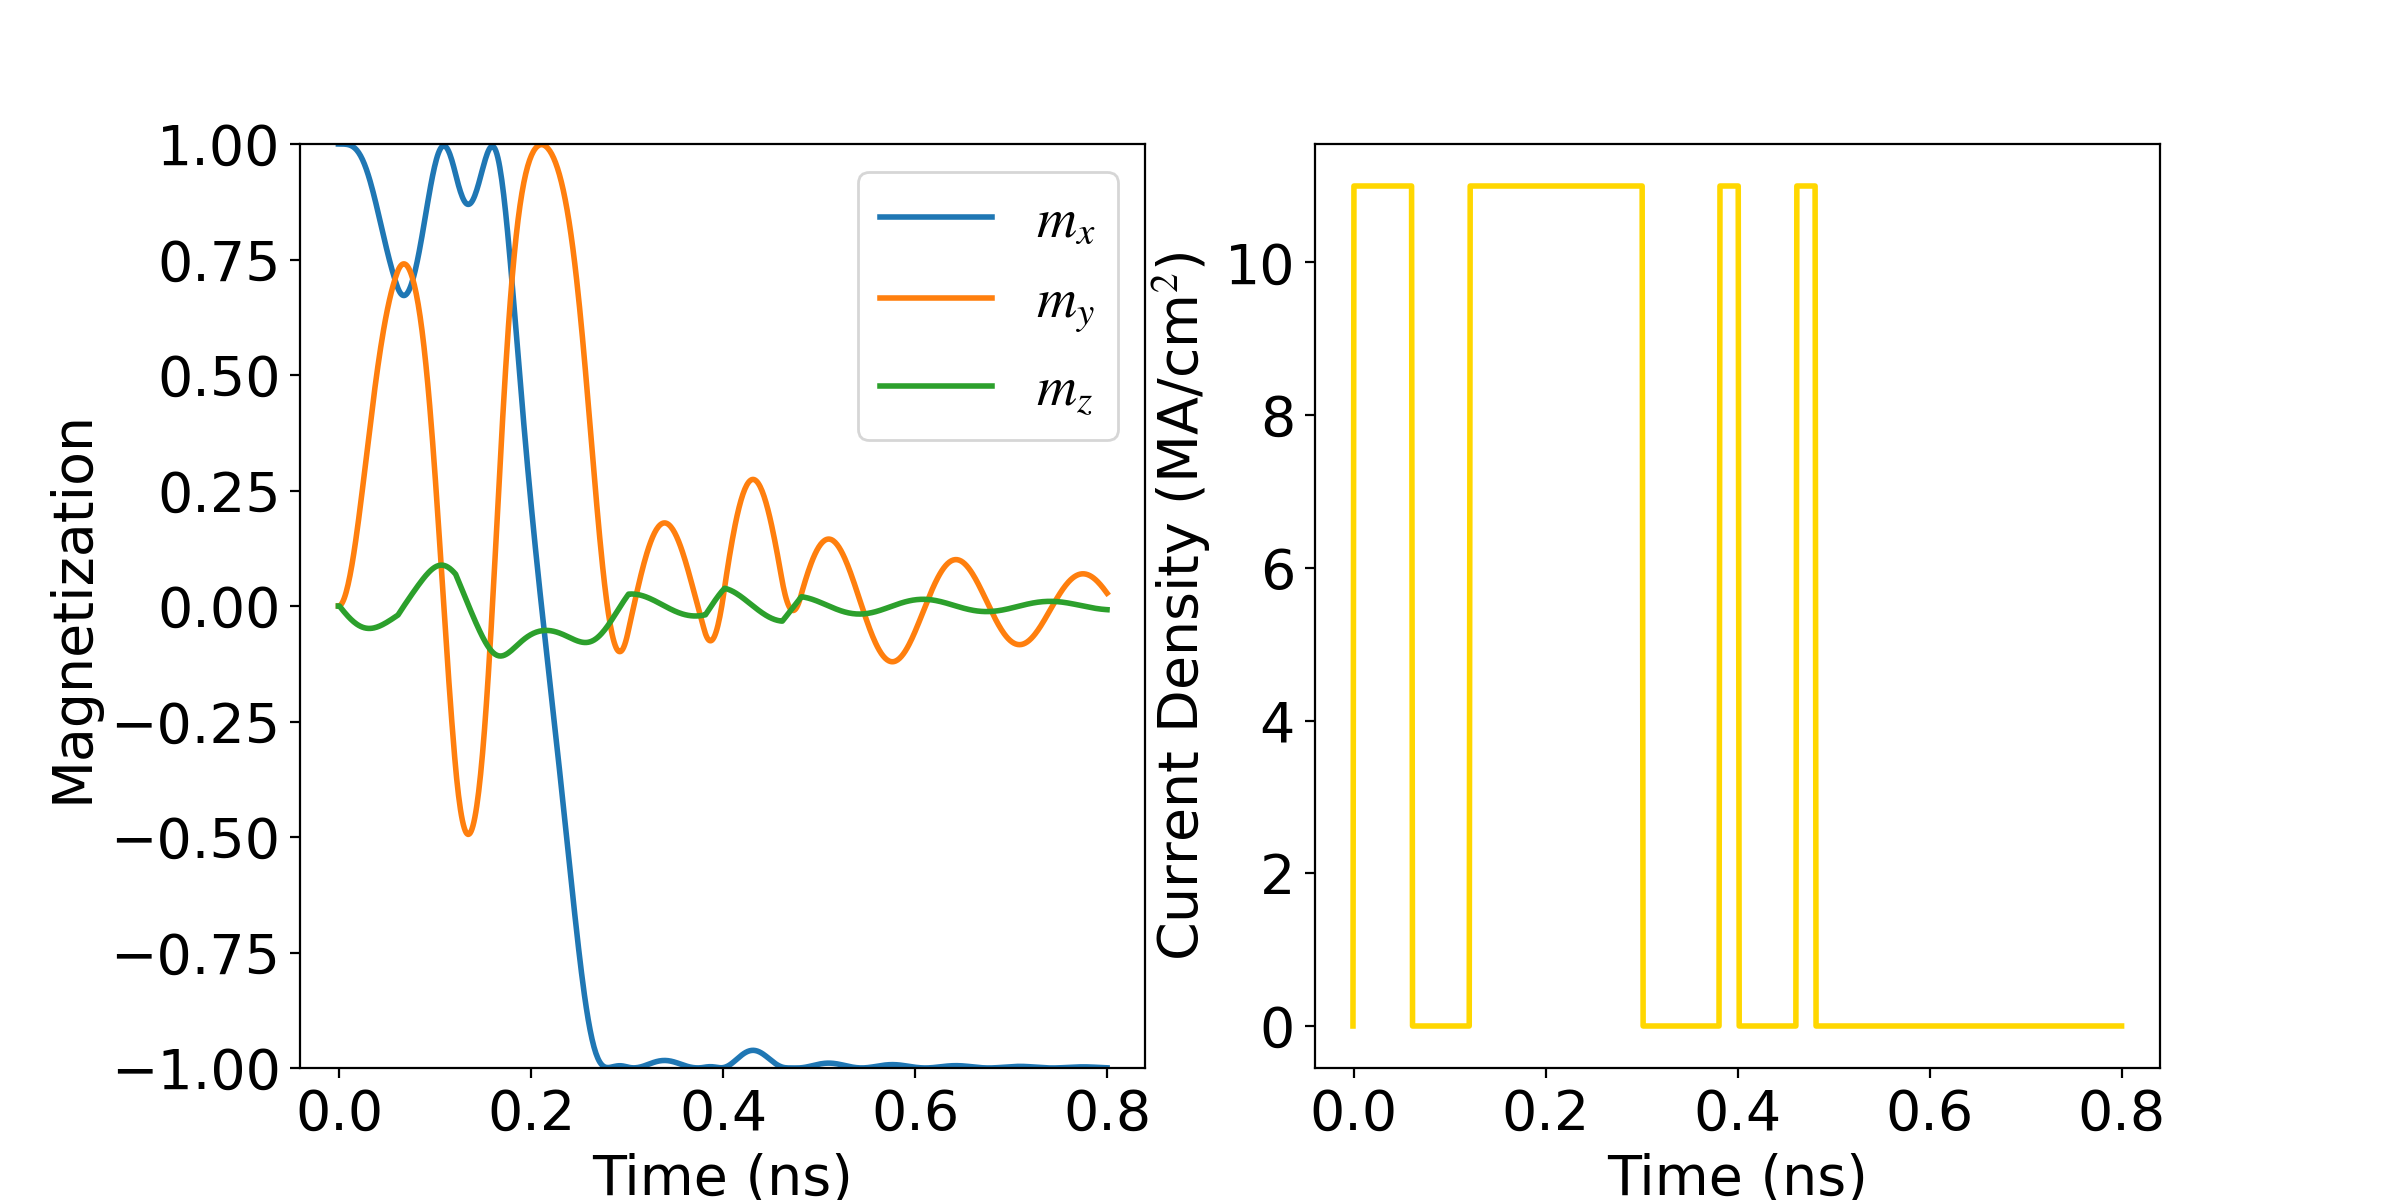 Magnetization
1.00
0.75
0.50
0.25
0.00
−0.25
−0.50
−0.75
−1.00
0.0 0.2 0.4 0.6 0.8
Time (ns)
m_x
m_y
m_z
Current Density (MA/cm²)
10
8
6
4
2
0
0.0 0.2 0.4 0.6 0.8
Time (ns)